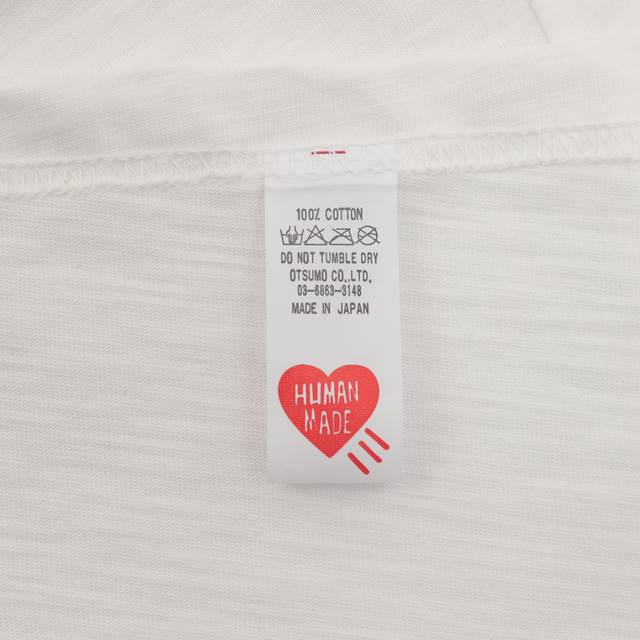 100% COTTON
DO NOT TUMBLE DRY
OTSUMO CO,.LTD.
03-6863-3148
MADE IN JAPAN
HUMAN
MADE